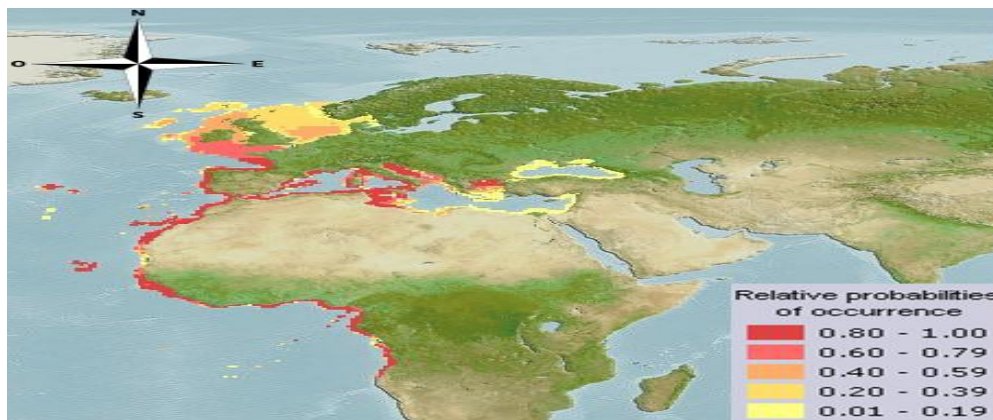 N
O
E
S
Relative probabilities
of occurrence
0.80 - 1.00
0.60 - 0.79
0.40 - 0.59
0.20 - 0.39
0.01 - 0.19